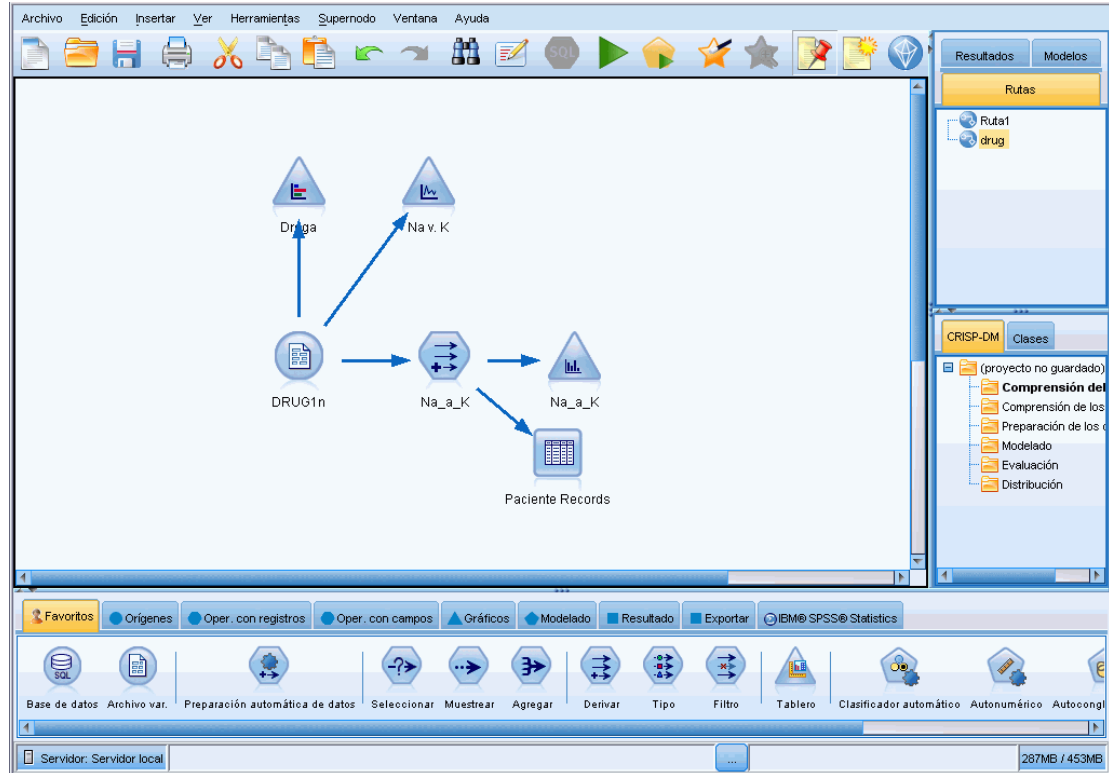 Archivo Edición Insertar Ver Herramientas Supernodo Ventana Ayuda
SQL
Resultados Modelos
Rutas
Ruta1
drug
Droga Na v. K
DRUG1n Na_a_K Na_a_K
Paciente Records
CRISP-DM Clases
(proyecto no guardado)
Comprensión del
Comprensión de los
Preparación de los
Modelado
Evaluación
Distribución
Favoritos Orígenes Oper. con registros Oper. con campos Gráficos Modelado Resultado Exportar IBM® SPSS® Statistics
SQL
Base de datos Archivo var. Preparación automática de datos Seleccionar Muestrear Agregar Derivar Tipo Filtro Tablero Clasificador automático Autonumérico Autocongl
Servidor: Servidor local ... 287MB / 453MB